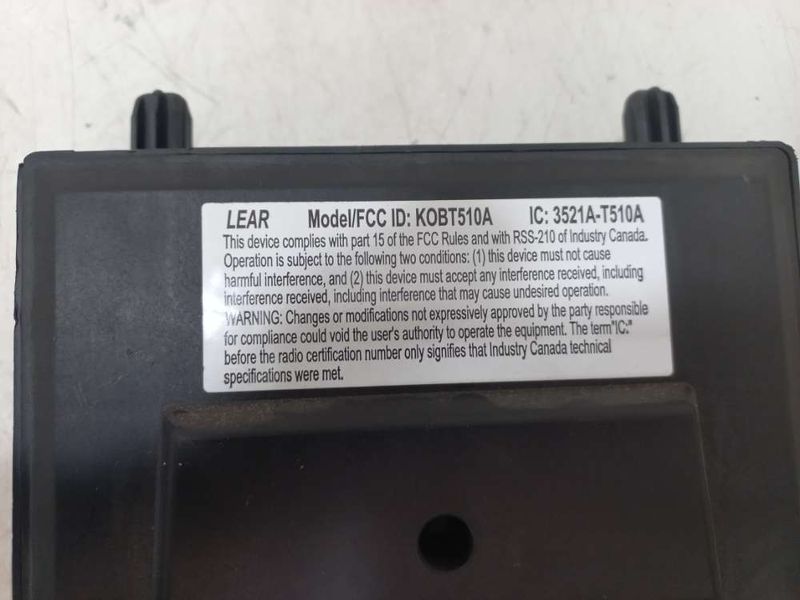 LEAR Model/FCC ID: KOBT510A IC: 3521A-T510A
This device complies with part 15 of the FCC Rules and with RSS-210 of Industry Canada.
Operation is subject to the following two conditions: (1) this device must not cause
harmful interference, and (2) this device must accept any interference received, including
interference received, including interference that may cause undesired operation.
WARNING: Changes or modifications not expressively approved by the party responsible
for compliance could void the user's authority to operate the equipment. The term"IC:"
before the radio certification number only signifies that Industry Canada technical
specifications were met.